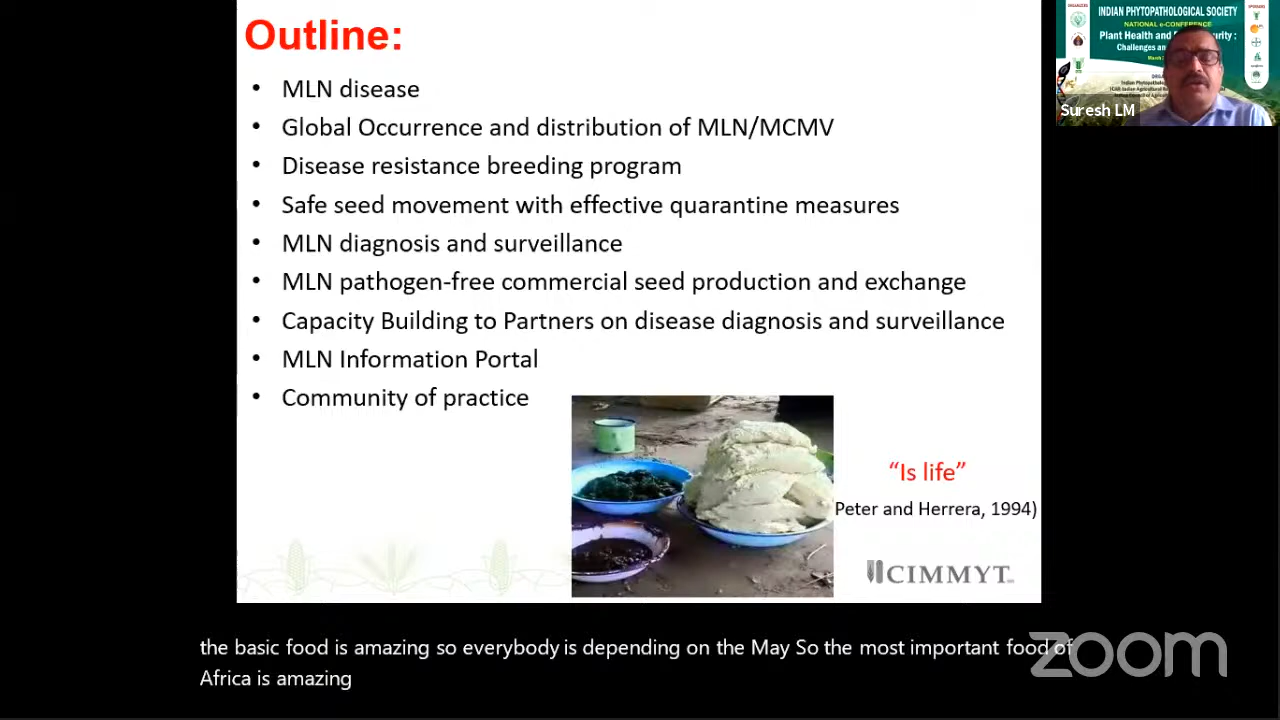 Outline:
• MLN disease
• Global Occurrence and distribution of MLN/MCMV
• Disease resistance breeding program
• Safe seed movement with effective quarantine measures
• MLN diagnosis and surveillance
• MLN pathogen-free commercial seed production and exchange
• Capacity Building to Partners on disease diagnosis and surveillance
• MLN Information Portal
• Community of practice
“Is life”
Peter and Herrera, 1994)
CIMMYT
INDIAN PHYTOPATHOLOGICAL SOCIETY
NATIONAL e-CONFERENCE
Plant Health and
Challenges an
Suresh LM
the basic food is amazing so everybody is depending on the May So the most important food of
Africa is amazing
zoom